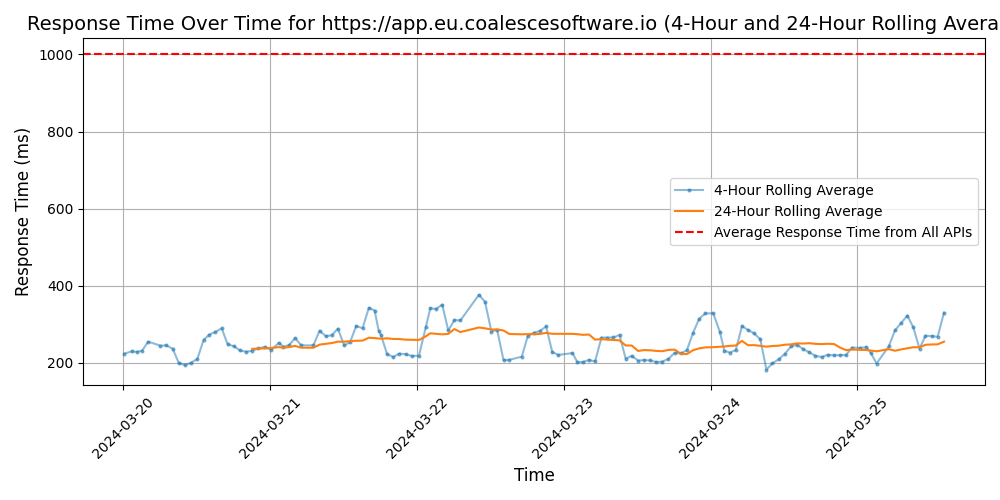 Response Time Over Time for https://app.eu.coalescesoftware.io (4-Hour and 24-Hour Rolling Avera
Response Time (ms)
1000
800
600
400
200
4-Hour Rolling Average
24-Hour Rolling Average
Average Response Time from All APIs
2024-03-20
2024-03-21
2024-03-22
2024-03-23
2024-03-24
2024-03-25
Time